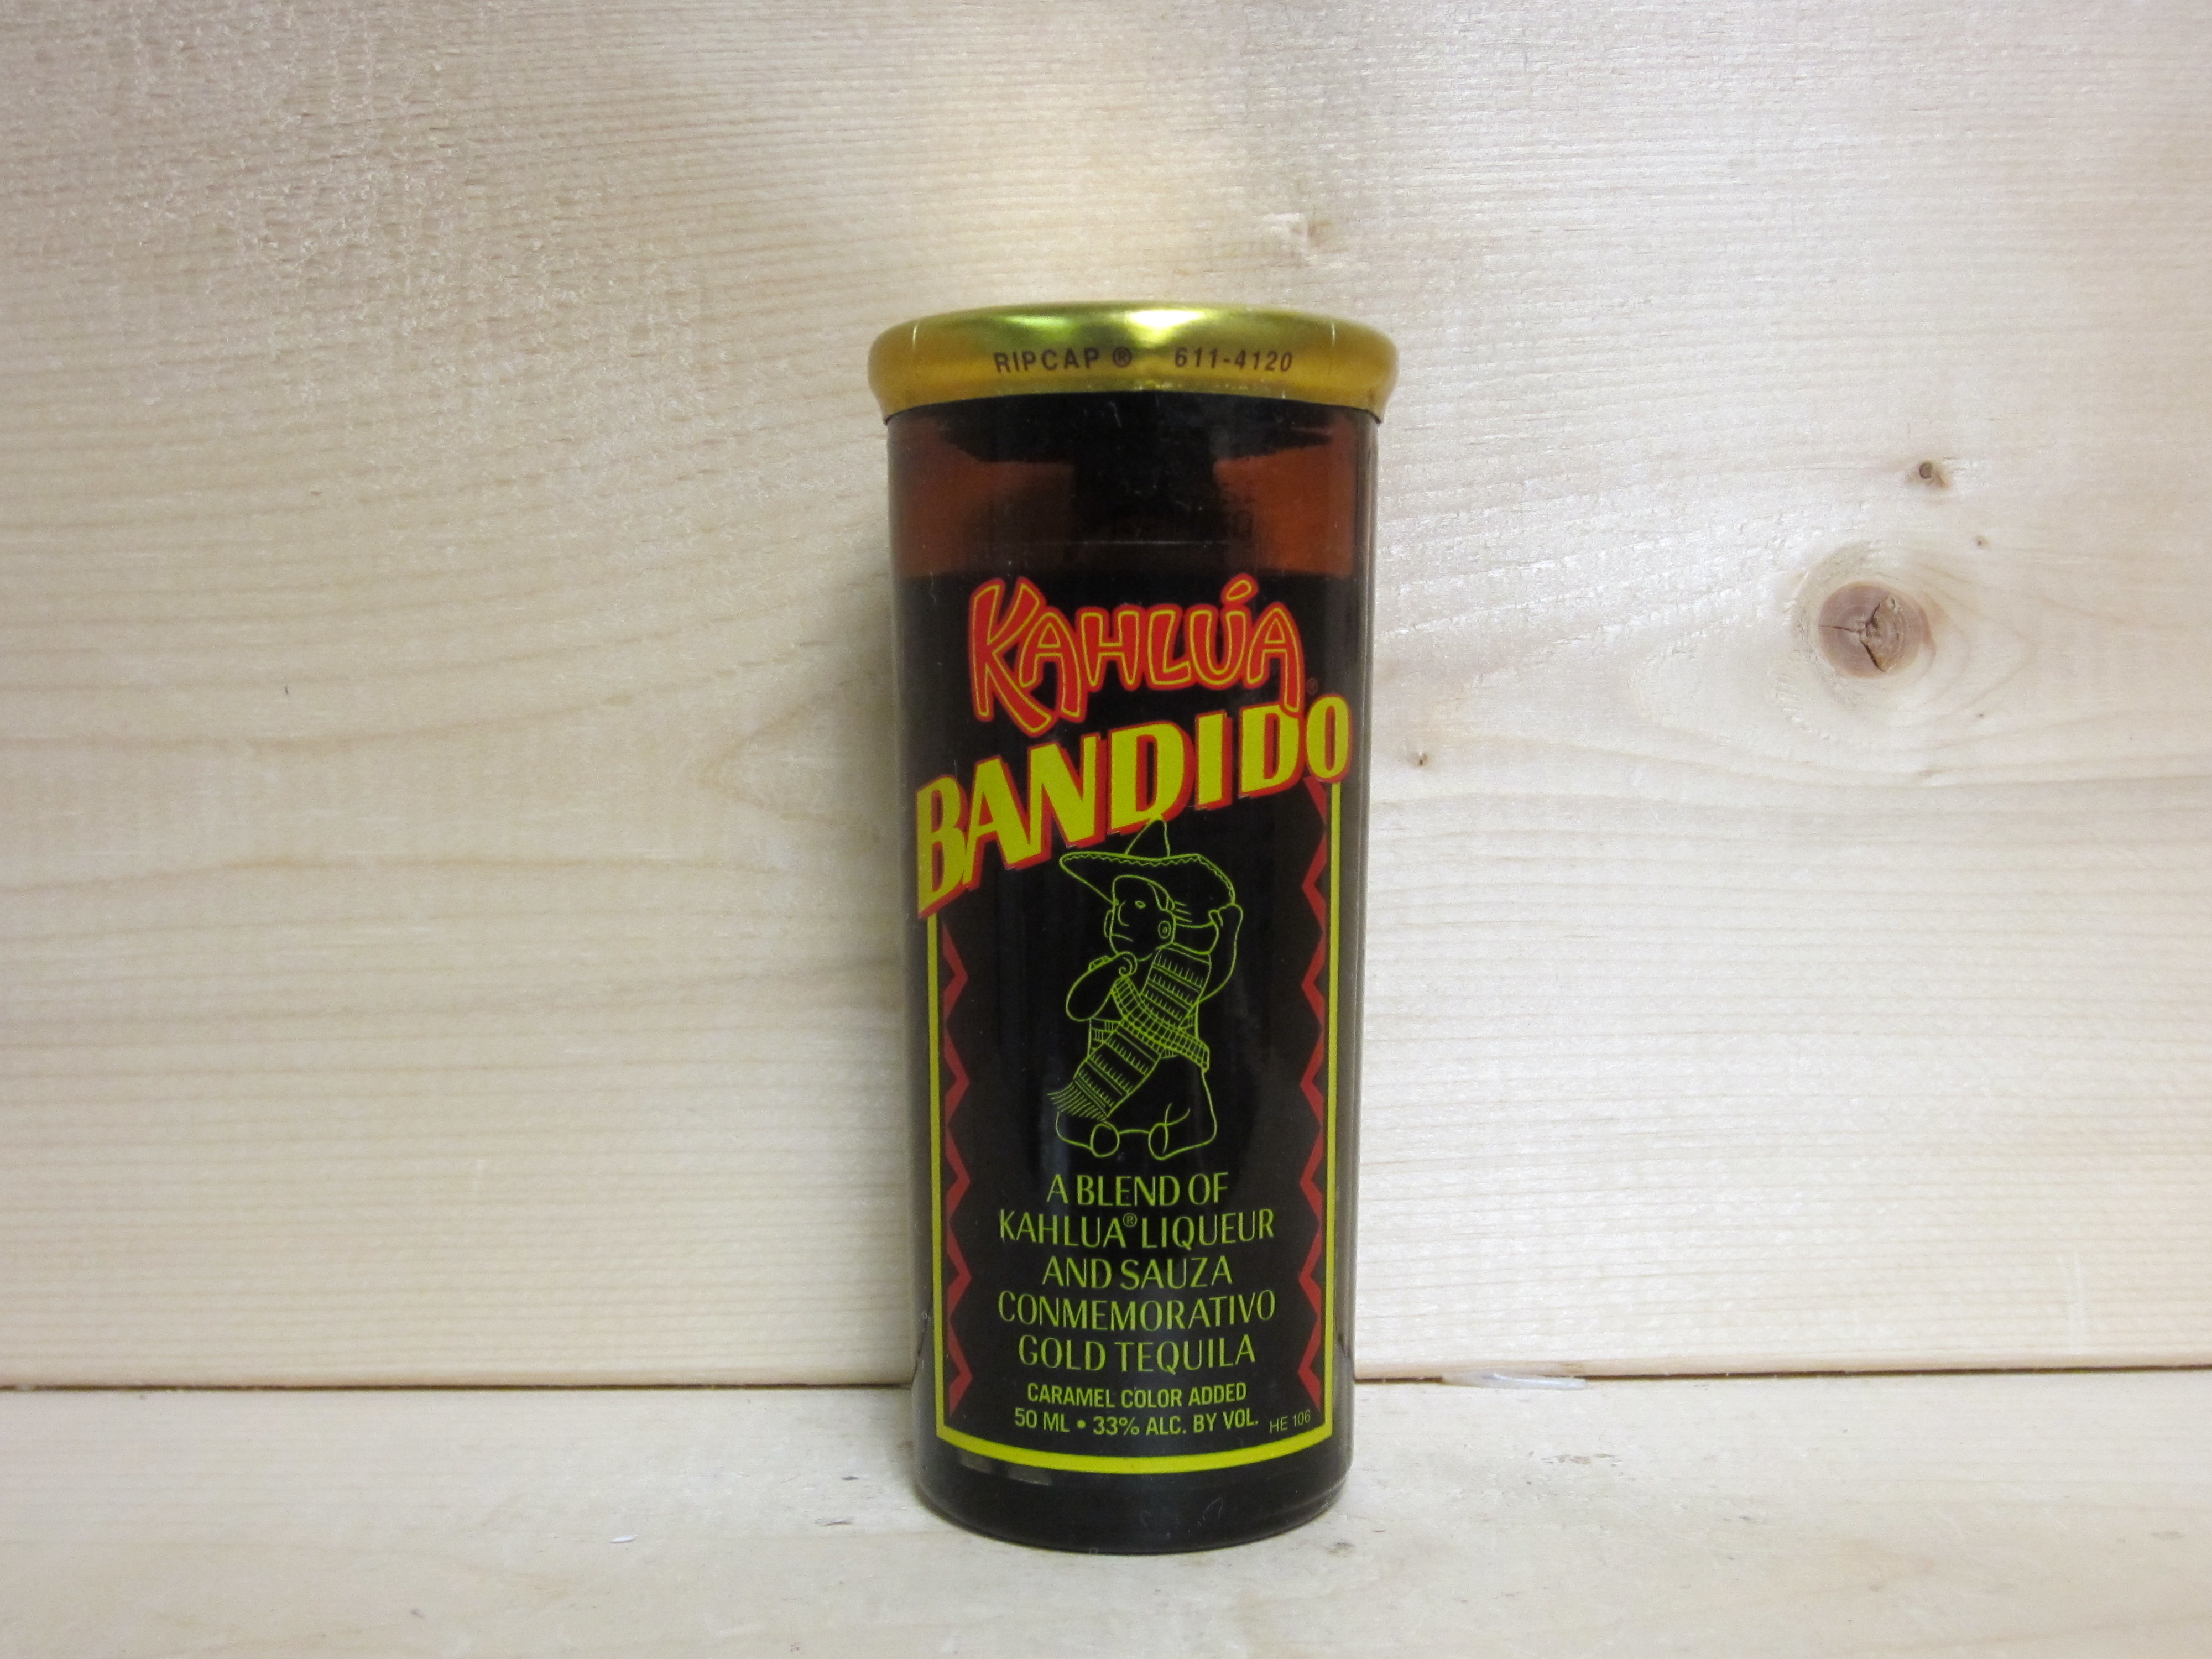 RIPCAP ® 611-4120
KAHLÚA®
BANDIDO
A BLEND OF
KAHLUA® LIQUEUR
AND SAUZA
CONMEMORATIVO
GOLD TEQUILA
CARAMEL COLOR ADDED
50 ML • 33% ALC. BY VOL. HE 106